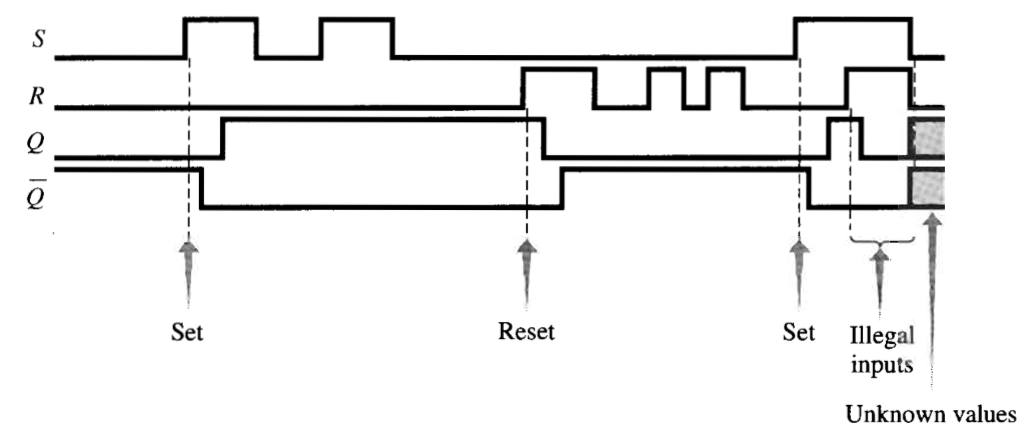 S
R
Q
Q̅
Set
Reset
Set
Illegal
inputs
Unknown values